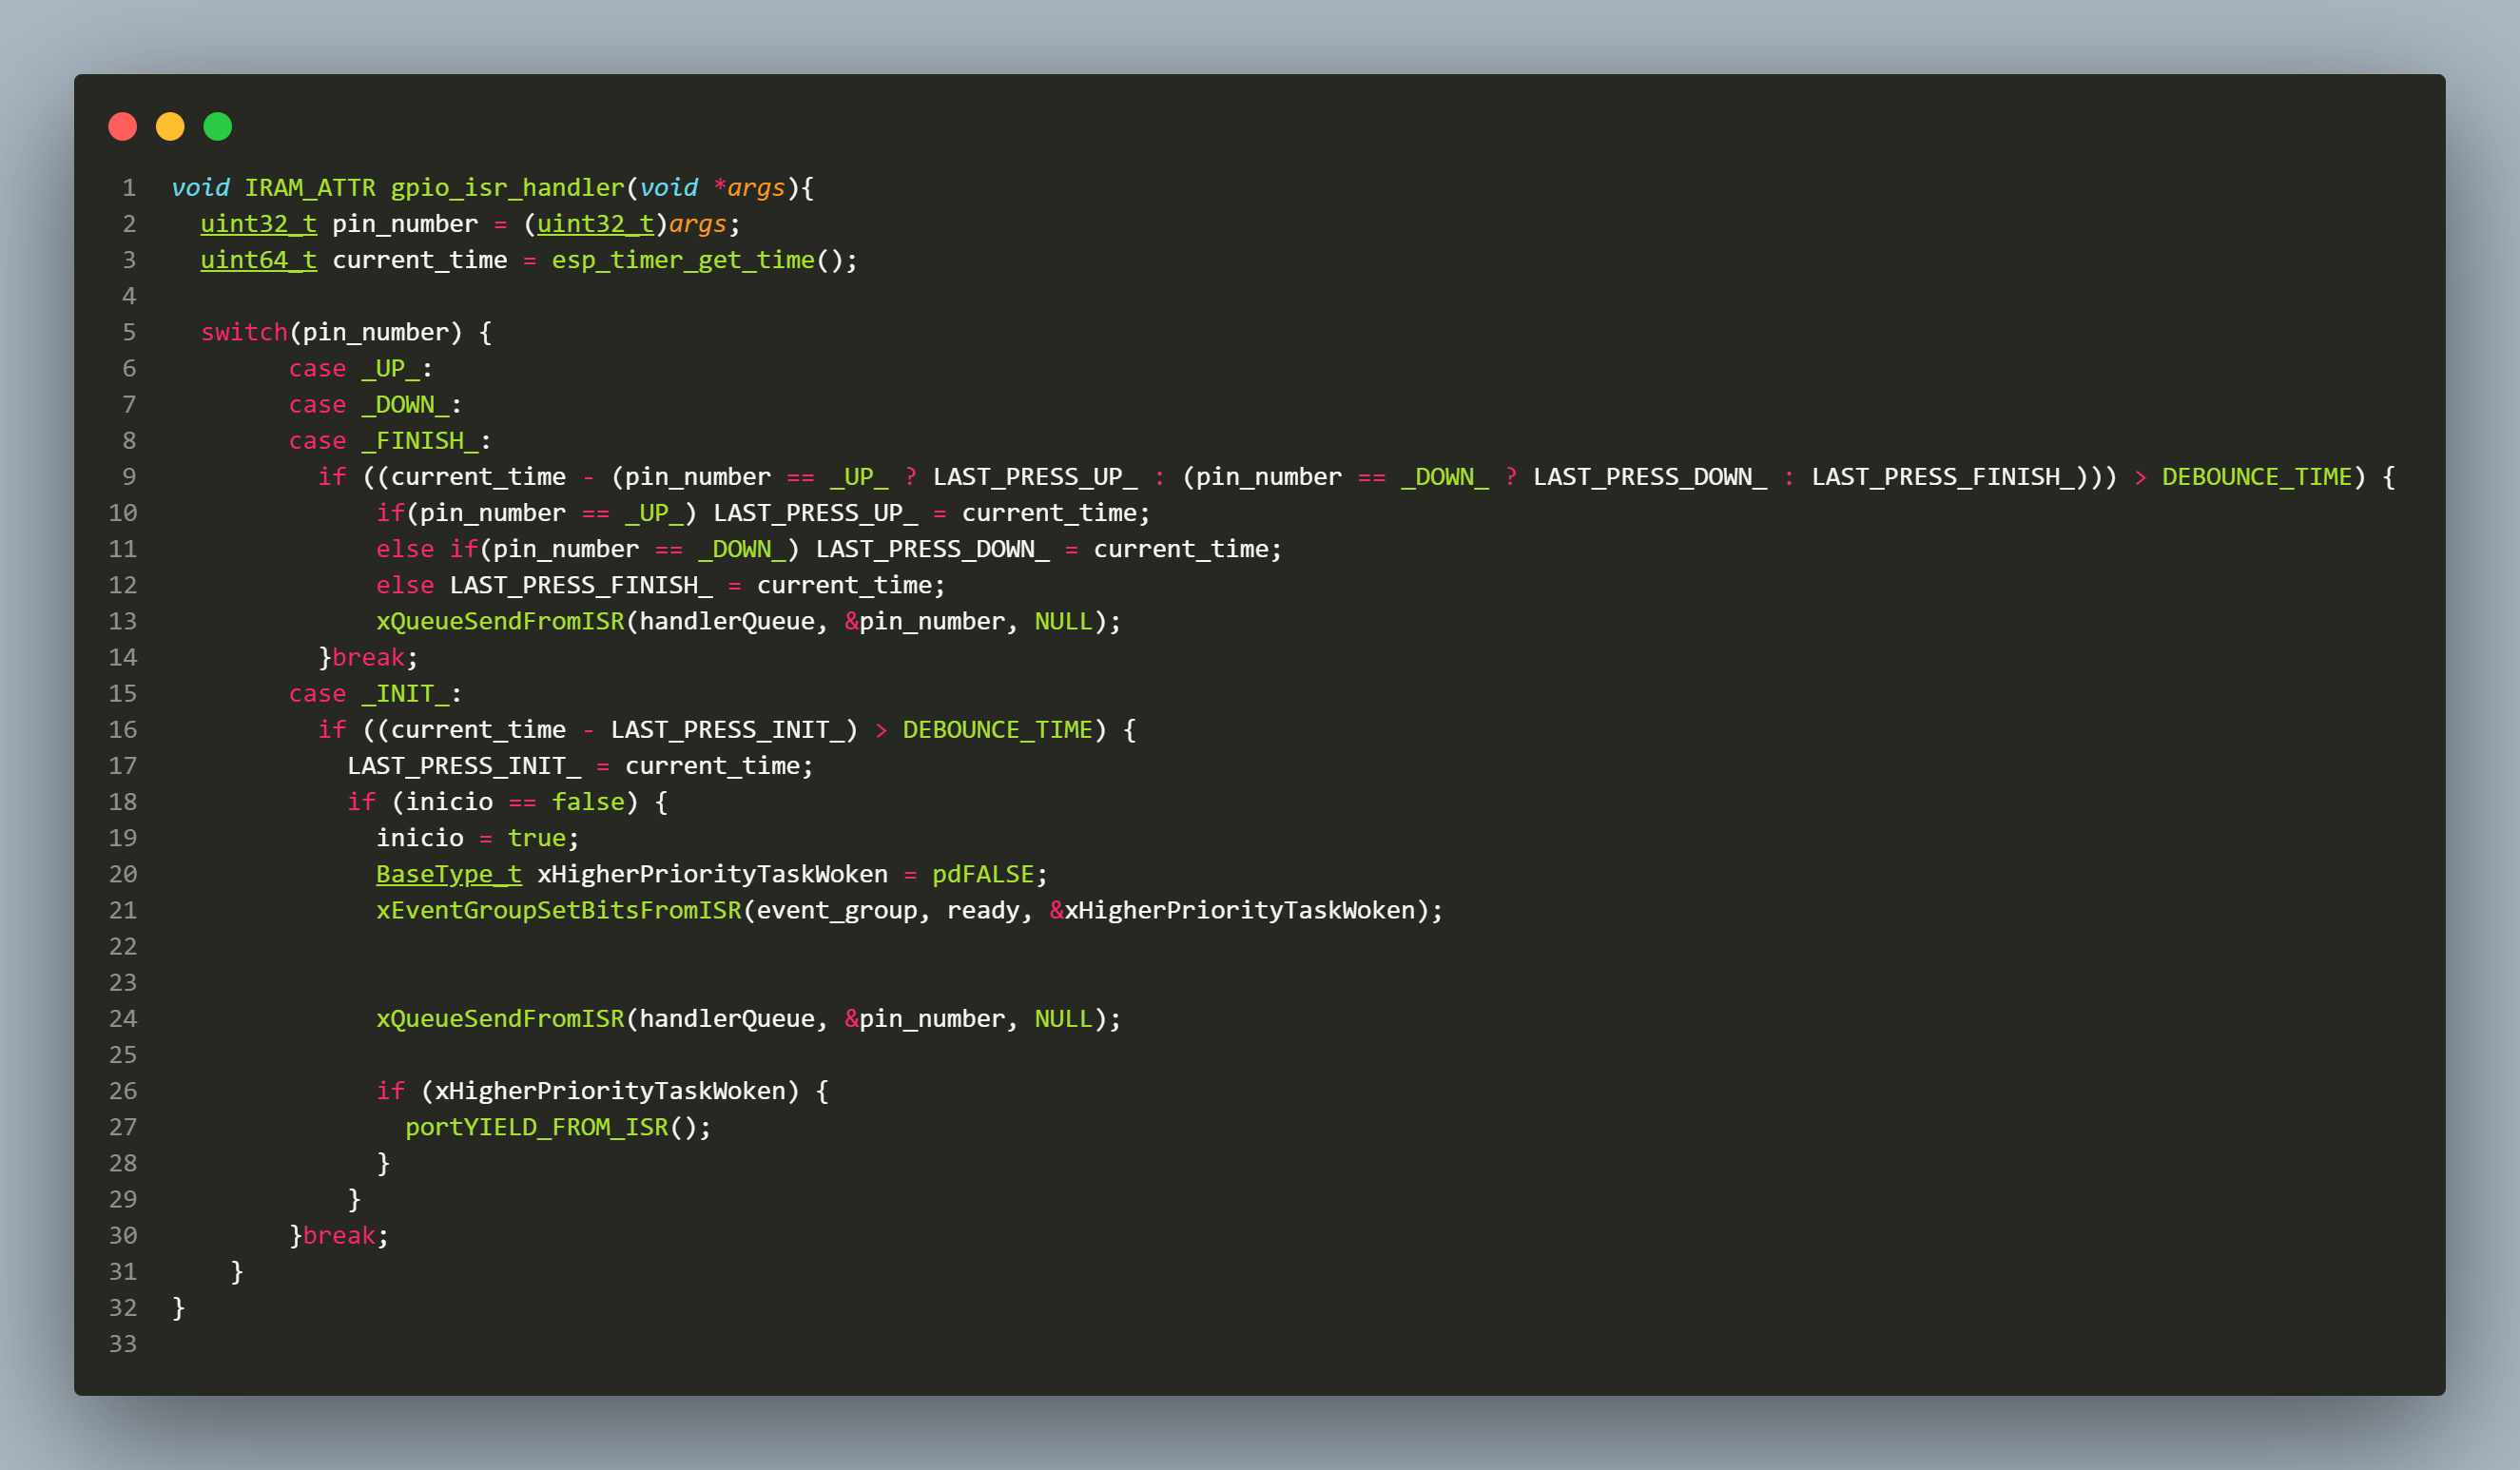 1 void IRAM_ATTR gpio_isr_handler(void *args){
2   uint32_t pin_number = (uint32_t)args;
3   uint64_t current_time = esp_timer_get_time();
4
5   switch(pin_number) {
6         case _UP_:
7         case _DOWN_:
8         case _FINISH_:
9           if ((current_time - (pin_number == _UP_ ? LAST_PRESS_UP_ : (pin_number == _DOWN_ ? LAST_PRESS_DOWN_ : LAST_PRESS_FINISH_))) > DEBOUNCE_TIME) {
10               if(pin_number == _UP_) LAST_PRESS_UP_ = current_time;
11               else if(pin_number == _DOWN_) LAST_PRESS_DOWN_ = current_time;
12               else LAST_PRESS_FINISH_ = current_time;
13               xQueueSendFromISR(handlerQueue, &pin_number, NULL);
14           }break;
15         case _INIT_:
16           if ((current_time - LAST_PRESS_INIT_) > DEBOUNCE_TIME) {
17             LAST_PRESS_INIT_ = current_time;
18             if (inicio == false) {
19               inicio = true;
20               BaseType_t xHigherPriorityTaskWoken = pdFALSE;
21               xEventGroupSetBitsFromISR(event_group, ready, &xHigherPriorityTaskWoken);
22
23
24               xQueueSendFromISR(handlerQueue, &pin_number, NULL);
25
26               if (xHigherPriorityTaskWoken) {
27                 portYIELD_FROM_ISR();
28               }
29             }
30         }break;
31     }
32 }
33